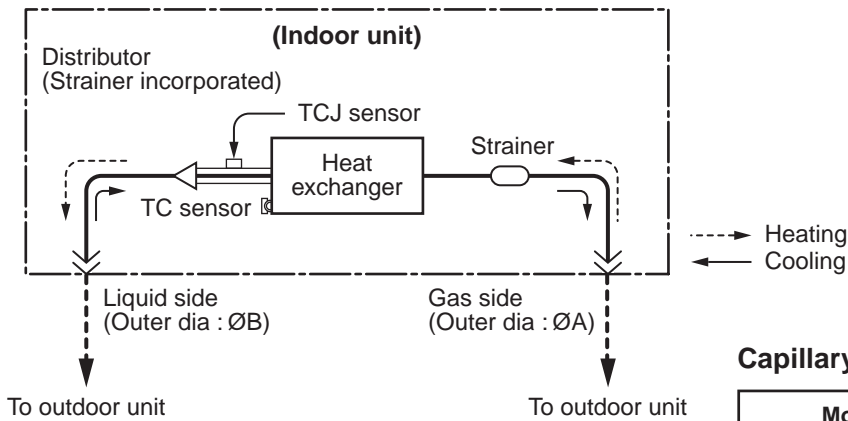 (Indoor unit)
Distributor
(Strainer incorporated)
TCJ sensor
Strainer
Heat
exchanger
TC sensor
Heating
Cooling
Liquid side
(Outer dia : ØB)
Gas side
(Outer dia : ØA)
Capillary
To outdoor unit
To outdoor unit